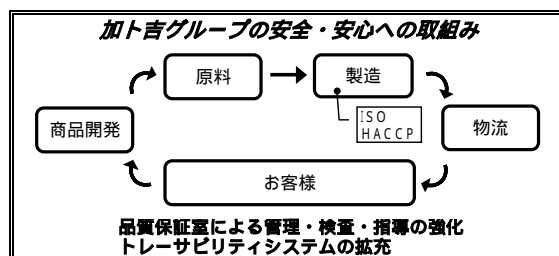 加ト吉グループの安全・安心への取組み
原料
製造
ISO
HACCP
商品開発
物流
お客様
品質保証室による管理・検査・指導の強化
トレーサビリティシステムの拡充